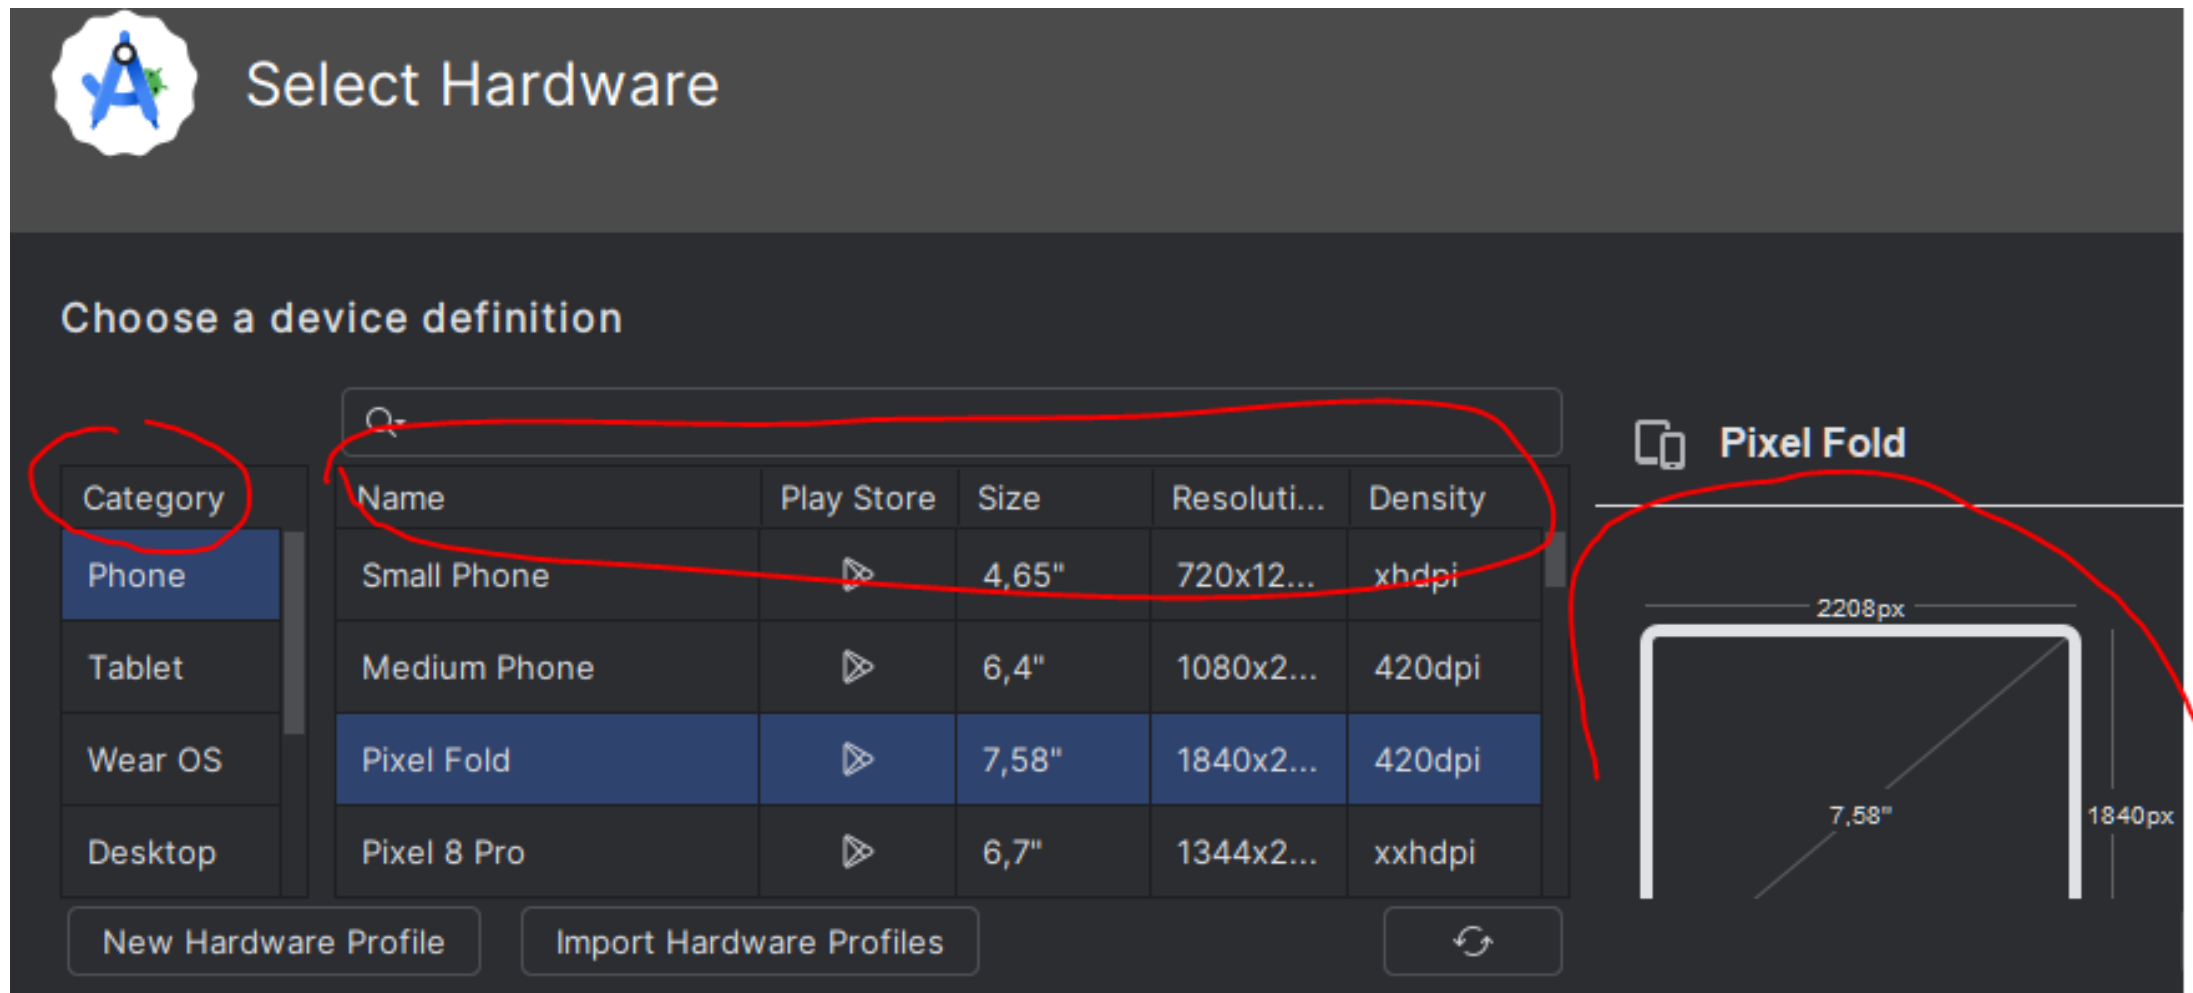 Select Hardware
Choose a device definition
Category
Name Play Store Size Resoluti... Density
Phone
Small Phone 4,65" 720x12... xhdpi
Tablet
Medium Phone 6,4" 1080x2... 420dpi
Wear OS
Pixel Fold 7,58" 1840x2... 420dpi
Desktop
Pixel 8 Pro 6,7" 1344x2... xxhdpi
New Hardware Profile
Import Hardware Profiles
Pixel Fold
2208px
7,58"
1840px